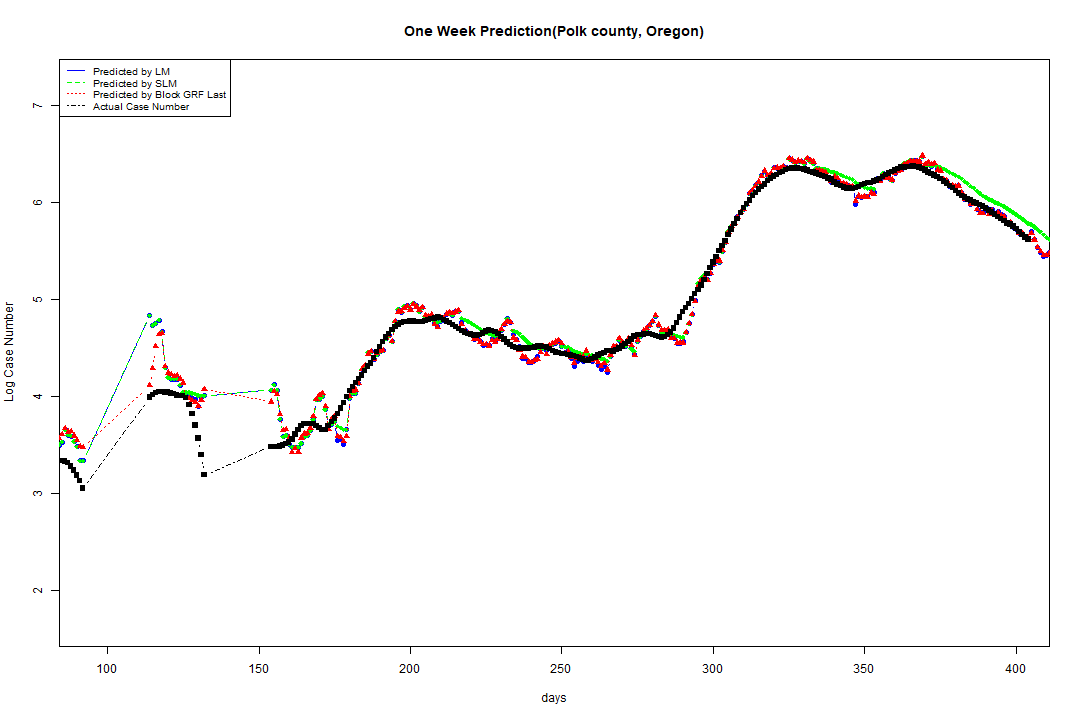 One Week Prediction(Polk county, Oregon)
Predicted by LM
Predicted by SLM
Predicted by Block GRF Last
Actual Case Number
Log Case Number
7
6
5
4
3
2
100 150 200 250 300 350 400
days